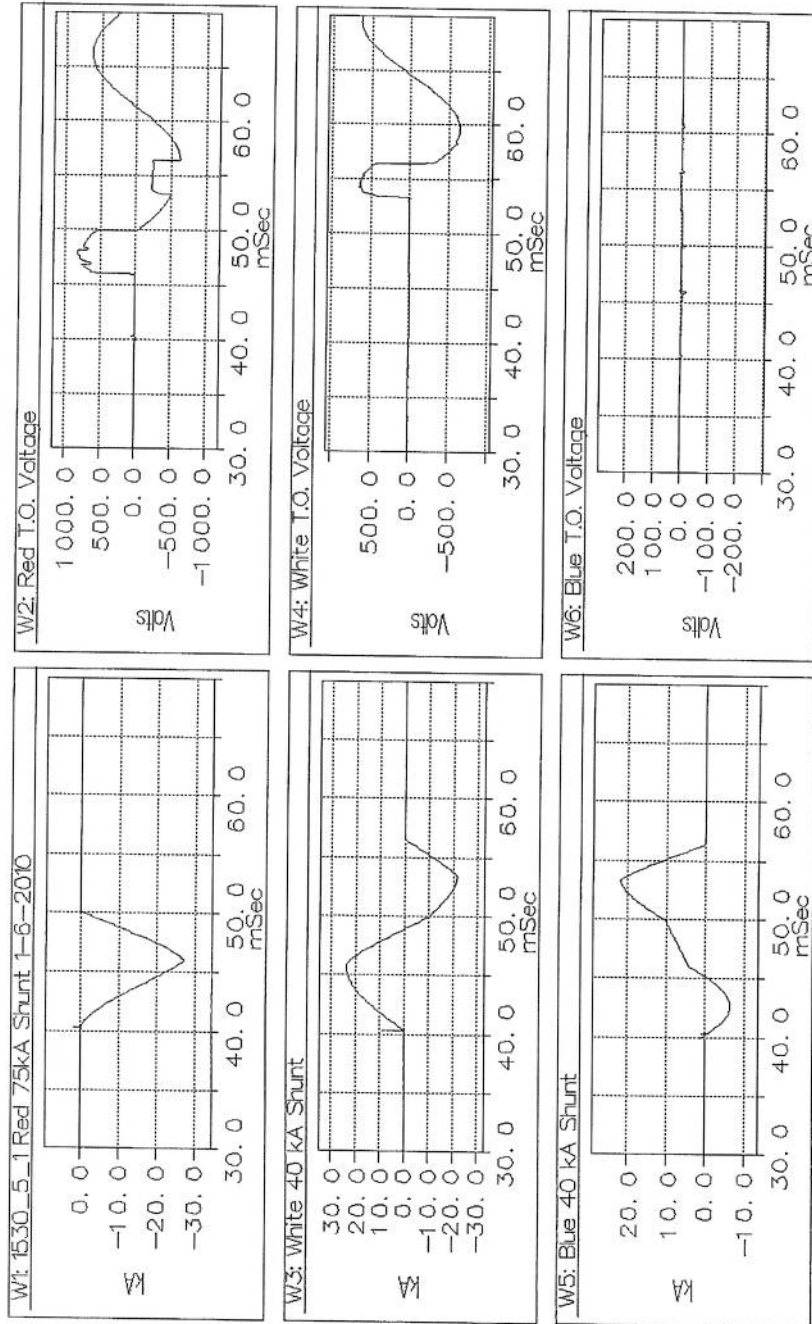 W1: 1530_5_1 Red 75kA Shunt 1-6-2010
kA
0. 0
-10. 0
-20. 0
-30. 0
30. 0
40. 0
50. 0
60. 0
mSec
W2: Red T.O. Voltage
Volts
1000. 0
500. 0
0. 0
-500. 0
-1000. 0
30. 0
40. 0
50. 0
60. 0
mSec
W3: White 40 kA Shunt
kA
30. 0
20. 0
10. 0
0. 0
-10. 0
-20. 0
-30. 0
30. 0
40. 0
50. 0
60. 0
mSec
W4: White T.O. Voltage
Volts
500. 0
0. 0
-500. 0
30. 0
40. 0
50. 0
60. 0
mSec
W5: Blue 40 kA Shunt
kA
20. 0
10. 0
0. 0
-10. 0
30. 0
40. 0
50. 0
60. 0
mSec
W6: Blue T.O. Voltage
Volts
200. 0
100. 0
0. 0
-100. 0
-200. 0
30. 0
40. 0
50. 0
60. 0
mSec